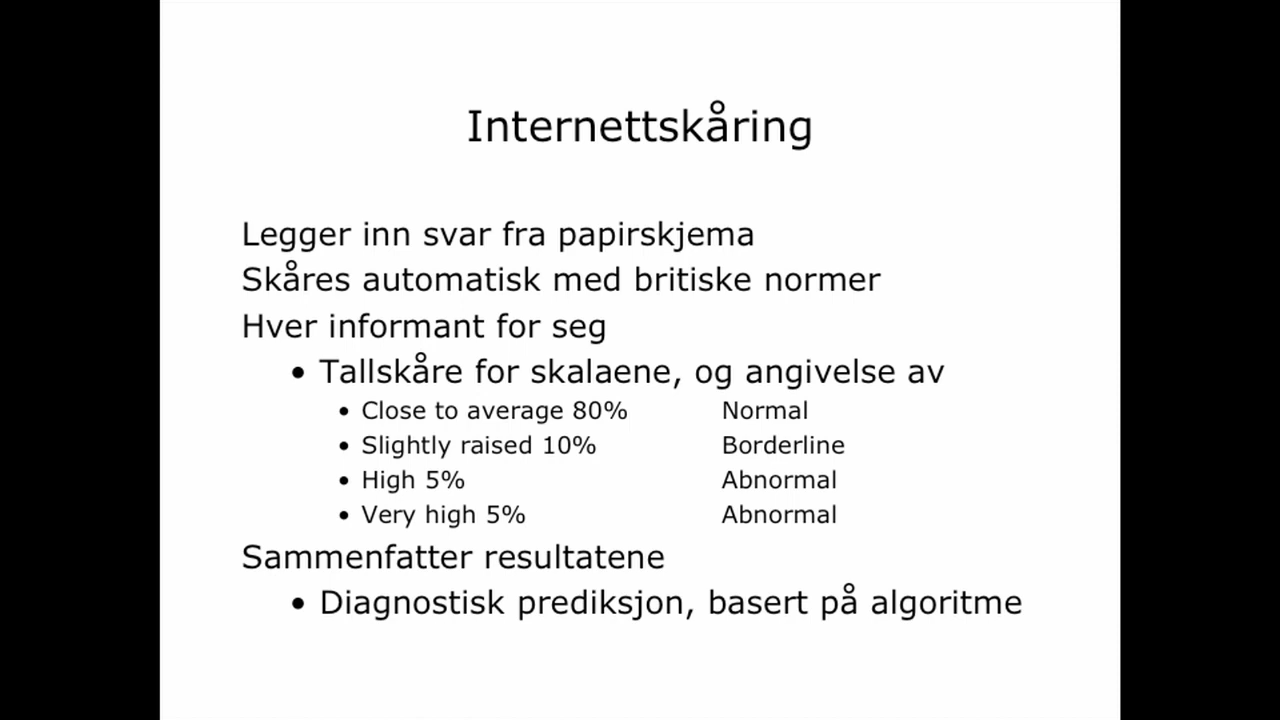 Internettskåring
Legger inn svar fra papirskjema
Skåres automatisk med britiske normer
Hver informant for seg
• Tallskåre for skalaene, og angivelse av
• Close to average 80% Normal
• Slightly raised 10% Borderline
• High 5% Abnormal
• Very high 5% Abnormal
Sammenfatter resultatene
• Diagnostisk prediksjon, basert på algoritme